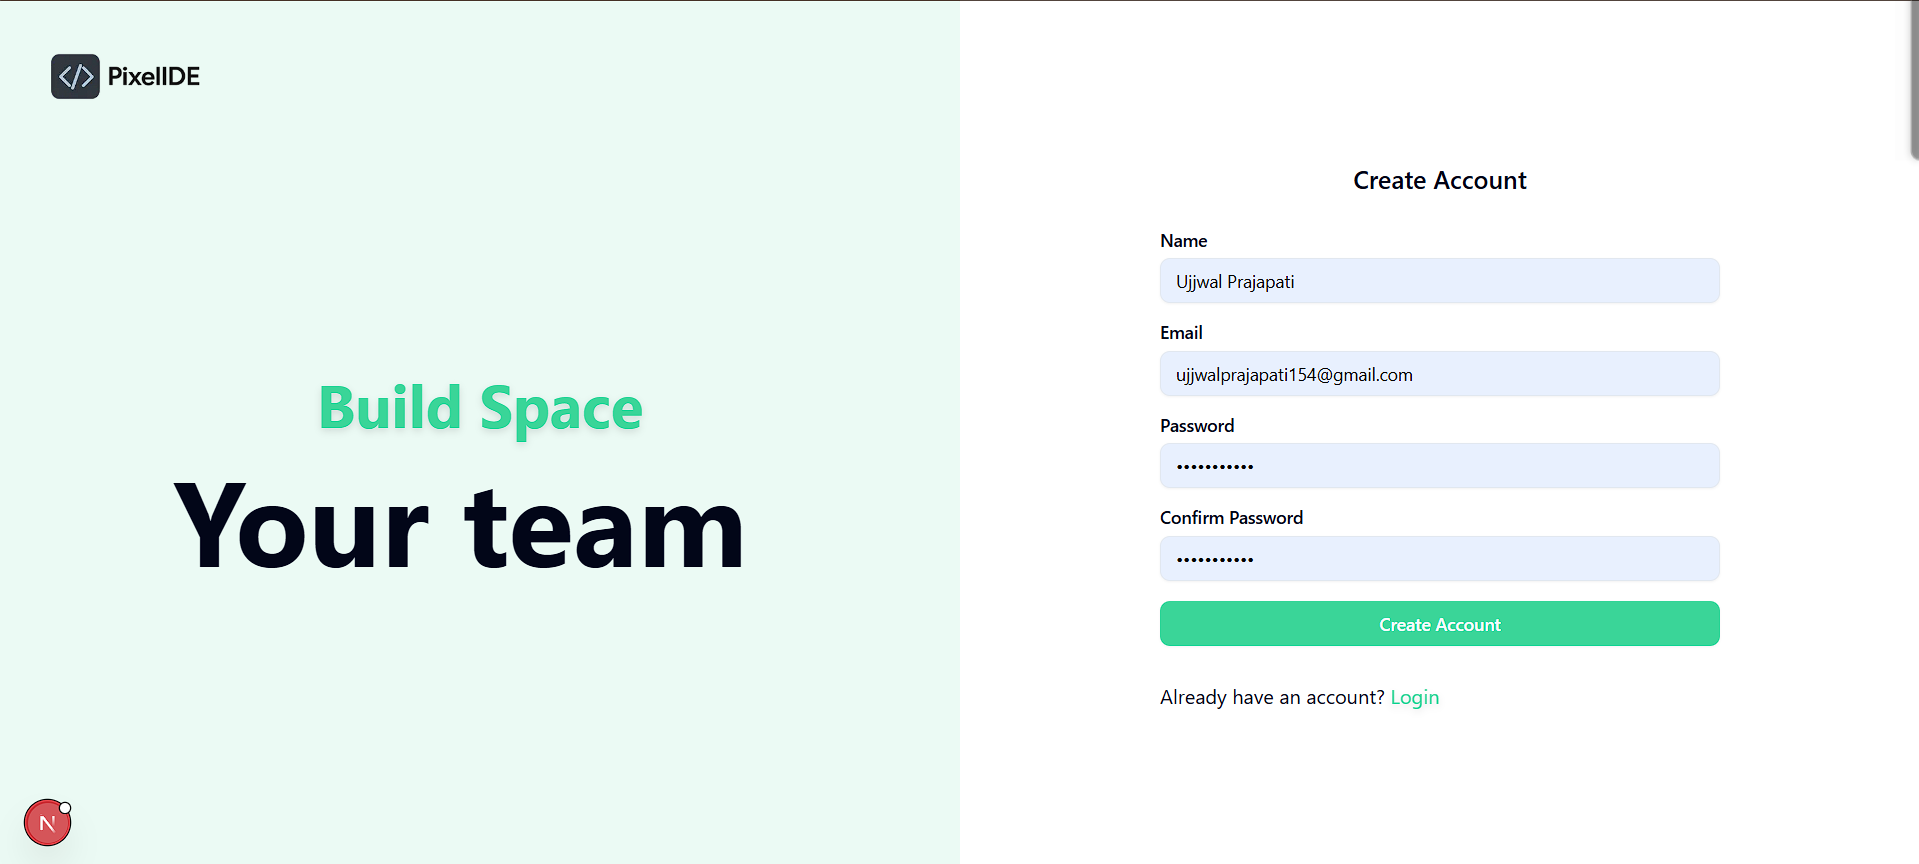 </> PixelIDE
Build Space
Your team
N
Create Account
Name
Ujjwal Prajapati
Email
ujjwalprajapati154@gmail.com
Password
•••••••••••
Confirm Password
•••••••••••
Create Account
Already have an account? Login